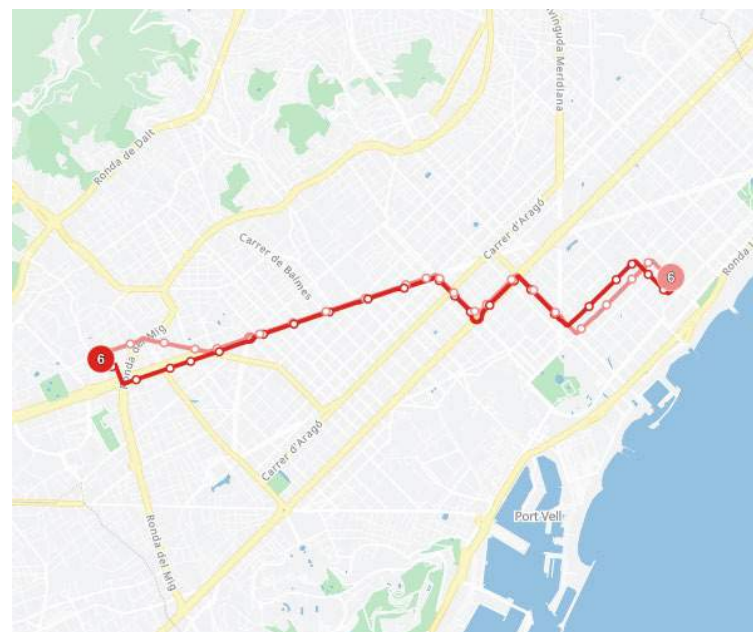 Vinguda Meridiana
Ronda de Dalt
Carrer d'Aragó
Carrer de Balmes
6
Ronda
6
Ronda del Mig
Carrer d'Aragó
Port Vell
Ronda del Mig